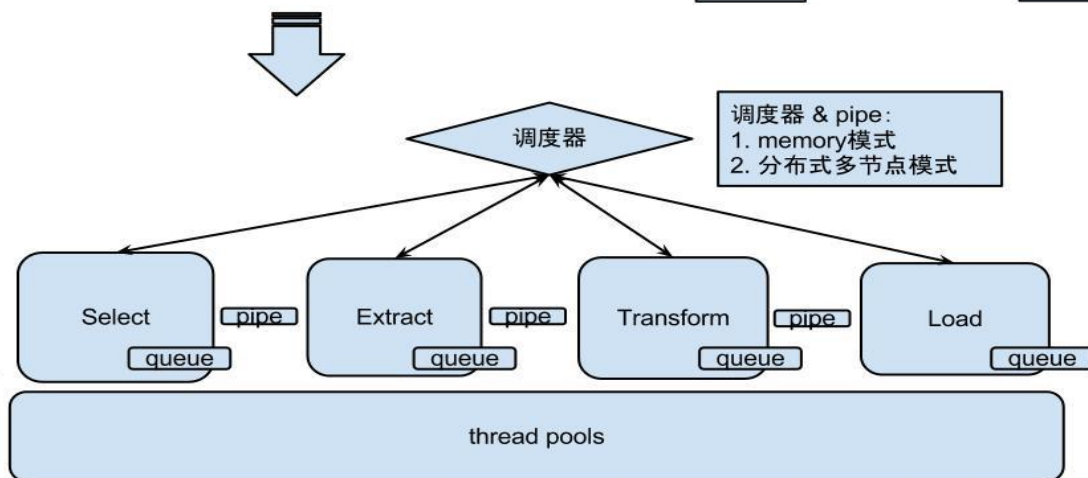 调度器
调度器 & pipe:
1. memory模式
2. 分布式多节点模式
Select
pipe
Extract
pipe
Transform
pipe
Load
queue
queue
queue
queue
thread pools